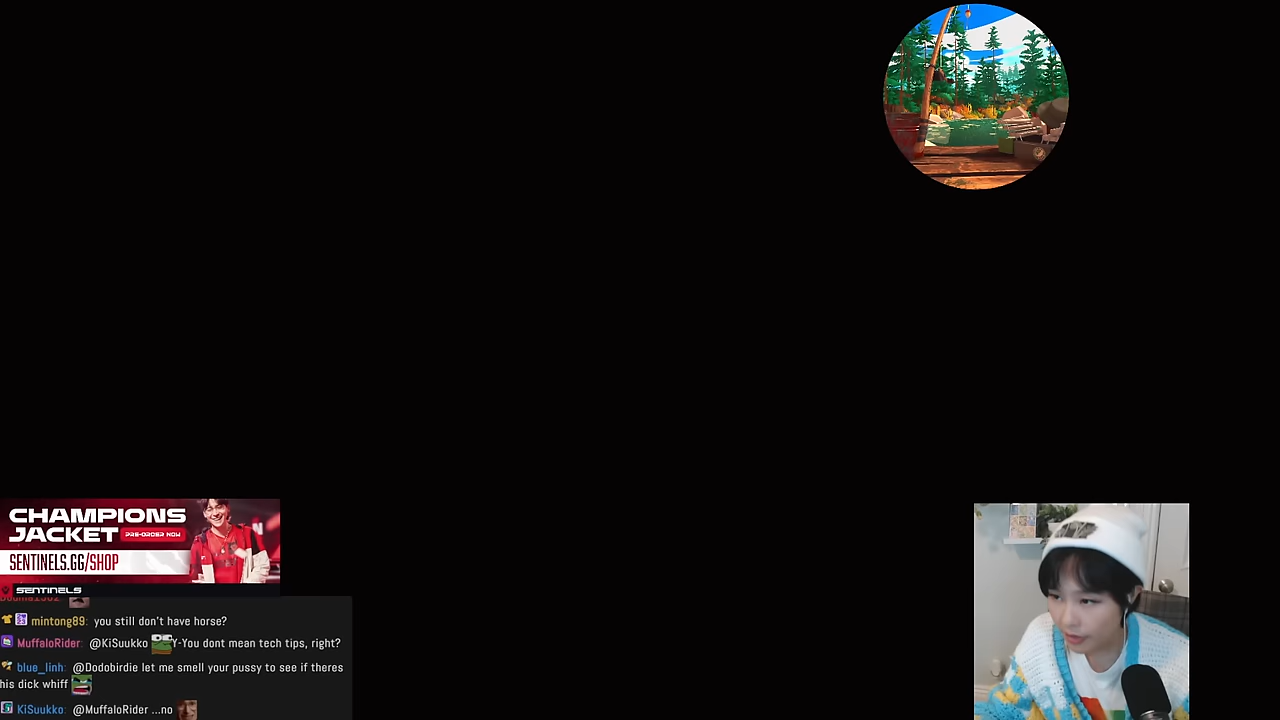 CHAMPIONS
JACKET PRE-ORDER NOW
SENTINELS.GG/SHOP
SENTINELS
mintong89: you still don't have horse?
MuffaloRider: @KiSuukko Y-You dont mean tech tips, right?
blue_linh: @Dodobirdie let me smell your pussy to see if theres
his dick whiff
KiSuukko: @MuffaloRider ...no